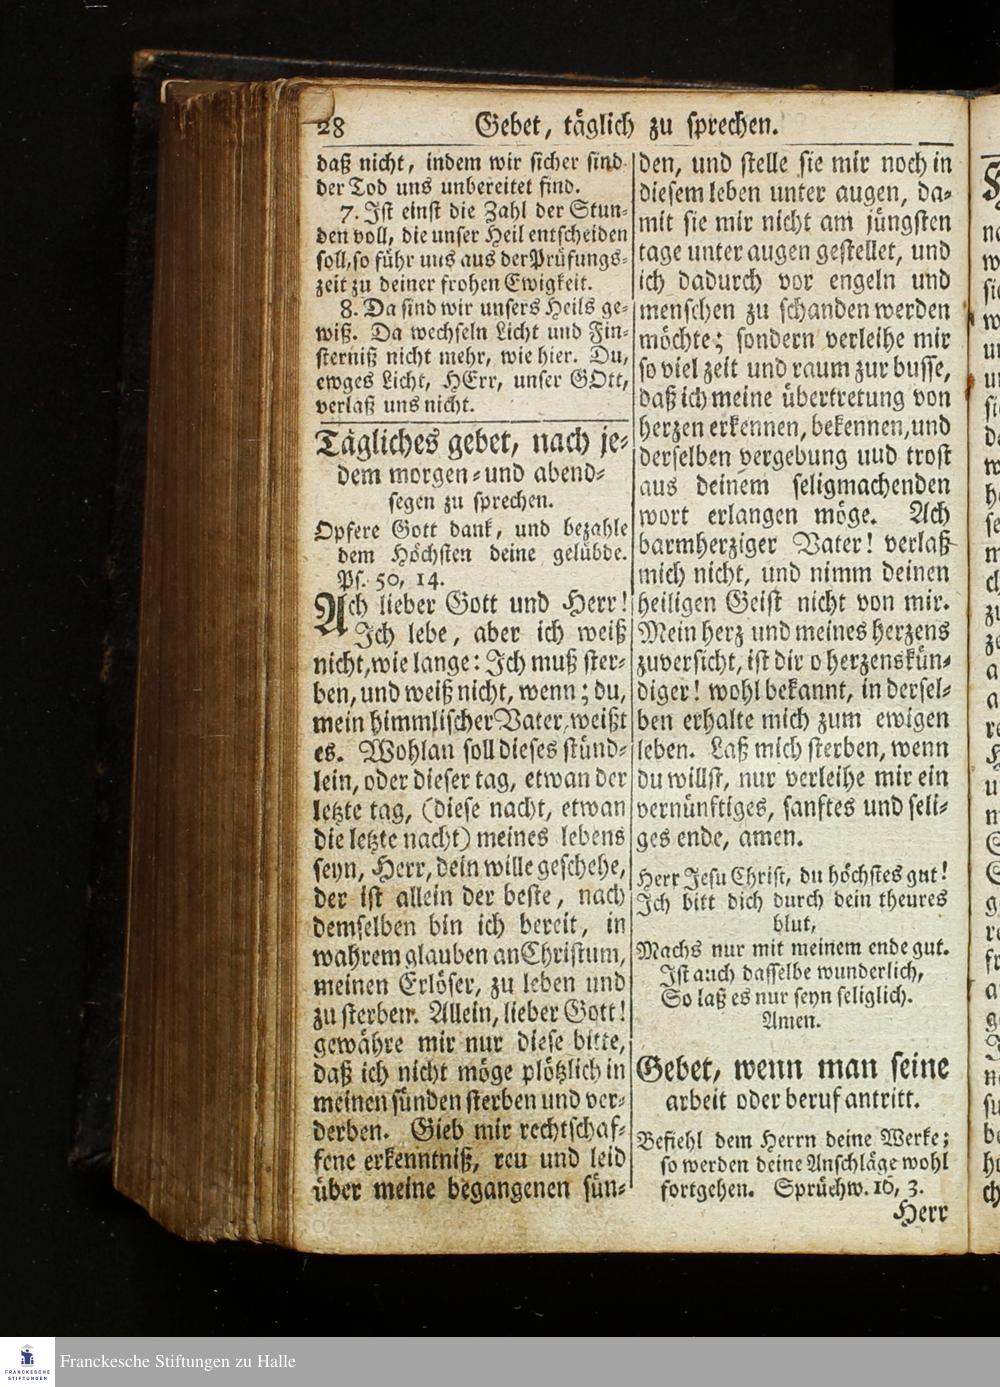 28 Gebet, täglich zu sprechen.
daß nicht, indem wir sicher sind
der Tod uns unbereitet find.
7. Ist einst die Zahl der Stun-
den voll, die unser Heil entscheiden
soll, so führ uns aus der Prüfungs-
zeit zu deiner frohen Ewigkeit.
8. Da sind wir unsers Heils ge-
wiß. Da wechseln Licht und Fin-
sterniß nicht mehr, wie hier. Du,
ewges Licht, HErr, unser GOtt,
verlaß uns nicht.
Tägliches gebet, nach je-
dem morgen- und abend-
segen zu sprechen.
Opfere Gott dank, und bezahle
dem Höchsten deine gelübde.
Ps. 50, 14.
Ach lieber Gott und Herr!
Ich lebe, aber ich weiß
nicht, wie lange: Ich muß ster-
ben, und weiß nicht, wenn; du,
mein himmlischer Vater, weißt
es. Wohlan soll dieses stünd-
lein, oder dieser tag, etwan der
letzte tag, (diese nacht, etwan
die letzte nacht) meines lebens
seyn, Herr, dein wille geschehe,
der ist allein der beste, nach
demselben bin ich bereit, in
wahrem glauben an Christum,
meinen Erlöser, zu leben und
zu sterben. Allein, lieber Gott!
gewähre mir nur diese bitte,
daß ich nicht möge plötzlich in
meinen sünden sterben und ver-
derben. Gieb mir rechtschaf-
fene erkenntniß, reu und leid
über meine begangenen sün-
den, und stelle sie mir noch in
diesem leben unter augen, da-
mit sie mir nicht am jüngsten
tage unter augen gestellet, und
ich dadurch vor engeln und
menschen zu schanden werden
möchte; sondern verleihe mir
so viel zeit und raum zur busse,
daß ich meine übertretung von
herzen erkennen, bekennen, und
derselben vergebung uud trost
aus deinem seligmachenden
wort erlangen möge. Ach
barmherziger Vater! verlaß
mich nicht, und nimm deinen
heiligen Geist nicht von mir.
Mein herz und meines herzens
zuversicht, ist dir o herzenskün-
diger! wohl bekannt, in dersel-
ben erhalte mich zum ewigen
leben. Laß mich sterben, wenn
du willst, nur verleihe mir ein
vernünftiges, sanftes und seli-
ges ende, amen.
Herr Jesu Christ, du höchstes gut!
Ich bitt dich durch dein theures
blut,
Machs nur mit meinem ende gut.
Ist auch dasselbe wunderlich,
So laß es nur seyn seliglich.
Amen.
Gebet, wenn man seine
arbeit oder beruf antritt.
Befiehl dem Herrn deine Werke;
so werden deine Anschläge wohl
fortgehen. Sprüchw. 16, 3.
Herr
FRANCKESCHE
STIFTUNGEN
Franckesche Stiftungen zu Halle